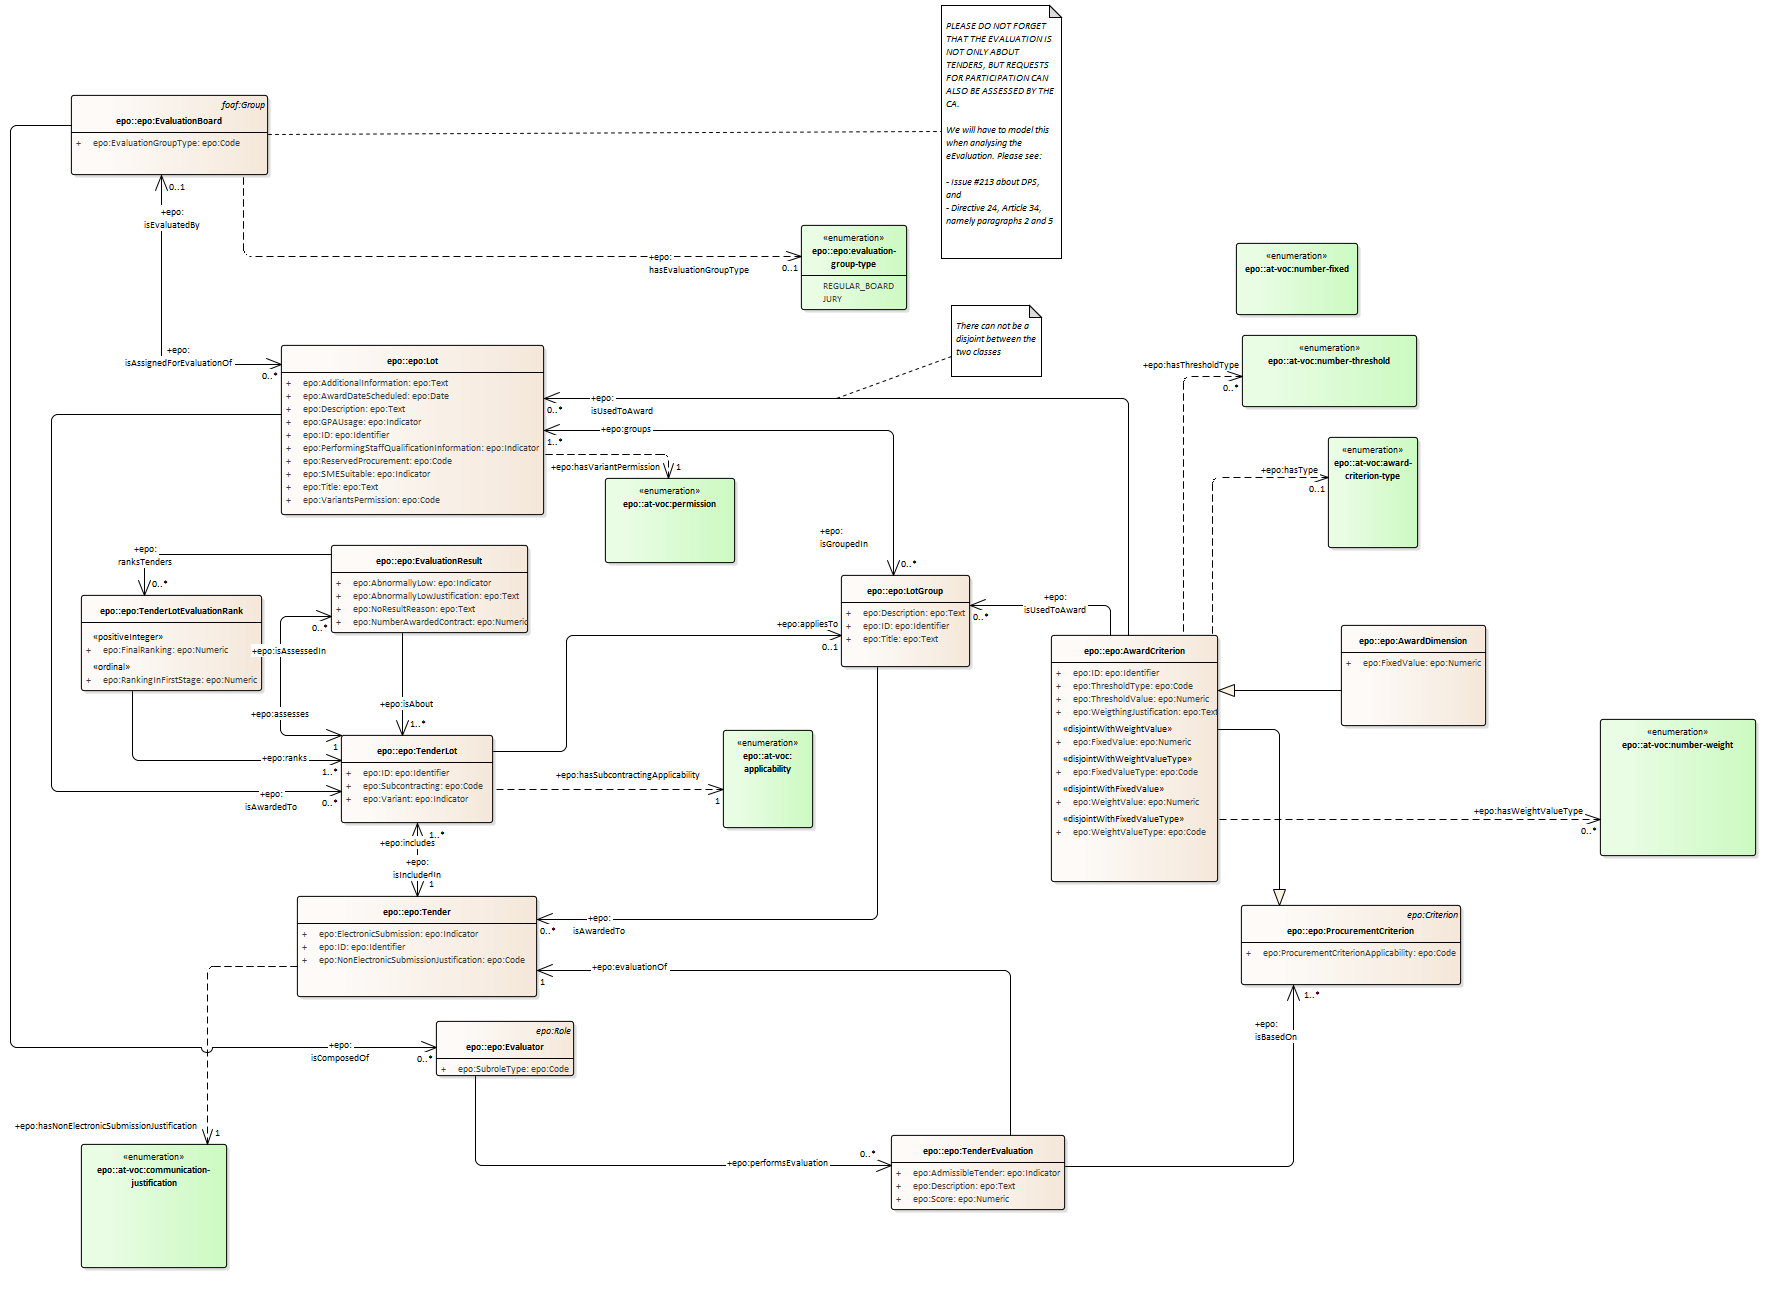 PLEASE DO NOT FORGET
THAT THE EVALUATION IS
NOT ONLY ABOUT
TENDERS, BUT REQUESTS
FOR PARTICIPATION CAN
ALSO BE ASSESSED BY THE
CA.
We will have to model this
when analysing the
eEvaluation. Please see:
- Issue #213 about DPS,
and
- Directive 24, Article 34,
namely paragraphs 2 and 5
foaf:Group
epo::epo:EvaluationBoard
+ epo:EvaluationGroupType: epo:Code
0..1
+epo:
isEvaluatedBy
+epo:
hasEvaluationGroupType
0..1
«enumeration»
epo::epo:evaluation-
group-type
REGULAR_BOARD
JURY
«enumeration»
epo::at-voc:number-fixed
There can not be a
disjoint between the
two classes
+epo:
isAssignedForEvaluationOf
0..*
epo::epo:Lot
+ epo:AdditionalInformation: epo:Text
+ epo:AwardDateScheduled: epo:Date
+ epo:Description: epo:Text
+ epo:GPAUsage: epo:Indicator
+ epo:ID: epo:Identifier
+ epo:PerformingStaffQualificationInformation: epo:Indicator
+ epo:ReservedProcurement: epo:Code
+ epo:SMESuitable: epo:Indicator
+ epo:Title: epo:Text
+ epo:VariantsPermission: epo:Code
+epo:
isUsedToAward
0..*
+epo:groups
1..*
+epo:hasVariantPermission
1
«enumeration»
epo::at-voc:permission
+epo:hasThresholdType
0..*
«enumeration»
epo::at-voc:number-threshold
+epo:hasType
0..1
«enumeration»
epo::at-voc:award-
criterion-type
+epo:
isGroupedIn
0..*
+epo:
ranksTenders
0..*
epo::epo:EvaluationResult
+ epo:AbnormallyLow: epo:Indicator
+ epo:AbnormallyLowJustification: epo:Text
+ epo:NoResultReason: epo:Text
+ epo:NumberAwardedContract: epo:Numeric
epo::epo:TenderLotEvaluationRank
«positiveInteger»
+ epo:FinalRanking: epo:Numeric
«ordinal»
+ epo:RankingInFirstStage: epo:Numeric
0..*
+epo:isAssessedIn
+epo:assesses
1
+epo:isAbout
1..*
+epo:ranks
1..*
+epo:
isAwardedTo
0..*
epo::epo:LotGroup
+ epo:Description: epo:Text
+ epo:ID: epo:Identifier
+ epo:Title: epo:Text
+epo:appliesTo
0..1
+epo:
isUsedToAward
0..*
epo::epo:AwardCriterion
+ epo:ID: epo:Identifier
+ epo:ThresholdType: epo:Code
+ epo:ThresholdValue: epo:Numeric
+ epo:WeigthingJustification: epo:Text
«disjointWithWeightValue»
+ epo:FixedValue: epo:Numeric
«disjointWithWeightValueType»
+ epo:FixedValueType: epo:Code
«disjointWithFixedValue»
+ epo:WeightValue: epo:Numeric
«disjointWithFixedValueType»
+ epo:WeightValueType: epo:Code
epo::epo:AwardDimension
+ epo:FixedValue: epo:Numeric
«enumeration»
epo::at-voc:number-weight
+epo:hasWeightValueType
0..*
epo::epo:TenderLot
+ epo:ID: epo:Identifier
+ epo:Subcontracting: epo:Code
+ epo:Variant: epo:Indicator
+epo:hasSubcontractingApplicability
1
«enumeration»
epo::at-voc:
applicability
1..*
+epo:includes
+epo:
isIncludedIn
1
epo::epo:Tender
+ epo:ElectronicSubmission: epo:Indicator
+ epo:ID: epo:Identifier
+ epo:NonElectronicSubmissionJustification: epo:Code
+epo:
isAwardedTo
0..*
+epo:evaluationOf
1
epo:Criterion
epo::epo:ProcurementCriterion
+ epo:ProcurementCriterionApplicability: epo:Code
1..*
+epo:
isBasedOn
epo:Role
epo::epo:Evaluator
+ epo:SubroleType: epo:Code
+epo:
isComposedOf
0..*
+epo:hasNonElectronicSubmissionJustification
1
«enumeration»
epo::at-voc:communication-
justification
+epo:performsEvaluation
0..*
epo::epo:TenderEvaluation
+ epo:AdmissibleTender: epo:Indicator
+ epo:Description: epo:Text
+ epo:Score: epo:Numeric